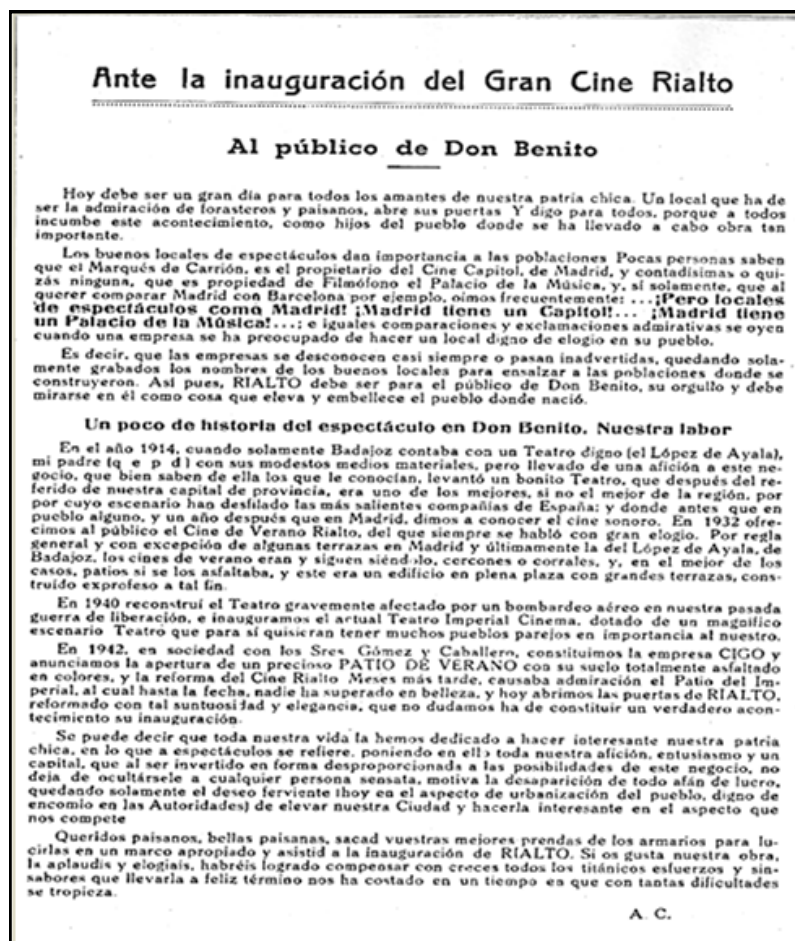 Ante la inauguración del Gran Cine Rialto
Al público de Don Benito
Hoy debe ser un gran día para todos los amantes de nuestra patria chica. Un local que ha de
ser la admiración de forasteros y paisanos, abre sus puertas Y digo para todos, porque a todos
incumbe este acontecimiento, como hijos del pueblo donde se ha llevado a cabo obra tan
importante.
Los buenos locales de espectáculos dan importancia a las poblaciones Pocas personas saben
que el Marqués de Carrión, es el propietario del Cine Capitol, de Madrid, y contadísimas o qui-
zás ninguna, que es propiedad de Filmófono el Palacio de la Música, y, sí solamente, que al
querer comparar Madrid con Barcelona por ejemplo, oímos frecuentemente: ...¡Pero locales
de espectáculos como Madrid! ¡Madrid tiene un Capitol!... ¡Madrid tiene
un Palacio de la Música!...; e iguales comparaciones y exclamaciones admirativas se oyen
cuando una empresa se ha preocupado de hacer un local digno de elogio en su pueblo.
Es decir, que las empresas se desconocen casi siempre o pasan inadvertidas, quedando sola-
mente grabados los nombres de los buenos locales para ensalzar a las poblaciones donde se
construyeron. Así pues, RIALTO debe ser para el público de Don Benito, su orgullo y debe
mirarse en él como cosa que eleva y embellece el pueblo donde nació.
Un poco de historia del espectáculo en Don Benito. Nuestra labor
En el año 1914, cuando solamente Badajoz contaba con un Teatro digno (el López de Ayala),
mi padre (q e p d) con sus modestos medios materiales, pero llevado de una afición a este ne-
gocio, que bien saben de ella los que le conocían, levantó un bonito Teatro, que después del re-
ferido de nuestra capital de provincia, era uno de los mejores, si no el mejor de la región, por
por cuyo escenario han desfilado las más salientes compañías de España; y donde antes que en
pueblo alguno, y un año después que en Madrid, dimos a conocer el cine sonoro. En 1932 ofre-
cimos al público el Cine de Verano Rialto, del que siempre se habló con gran elogio. Por regla
general y con excepción de algunas terrazas en Madrid y últimamente la del López de Ayala, de
Badajoz, los cines de verano eran y siguen siéndolo, cercones o corrales, y, en el mejor de los
casos, patios si se los asfaltaba, y este era un edificio en plena plaza con grandes terrazas, cons-
truído exprofeso a tal fin.
En 1940 reconstruí el Teatro gravemente afectado por un bombardeo aéreo en nuestra pasada
guerra de liberación, e inauguramos el actual Teatro Imperial Cinema, dotado de un magnífico
escenario Teatro que para sí quisieran tener muchos pueblos parejos en importancia al nuestro.
En 1942, en sociedad con los Sres Gómez y Caballero, constituimos la empresa CIGO y
anunciamos la apertura de un precioso PATIO DE VERANO con su suelo totalmente asfaltado
en colores, y la reforma del Cine Rialto Meses más tarde, causaba admiración el Patio del Im-
perial, al cual hasta la fecha, nadie ha superado en belleza, y hoy abrimos las puertas de RIALTO,
reformado con tal suntuosidad y elegancia, que no dudamos ha de constituir un verdadero acon-
tecimiento su inauguración.
Se puede decir que toda nuestra vida la hemos dedicado a hacer interesante nuestra patria
chica, en lo que a espectáculos se refiere, poniendo en ello toda nuestra afición, entusiasmo y un
capital, que al ser invertido en forma desproporcionada a las posibilidades de este negocio, no
deja de ocultársele a cualquier persona sensata, motiva la desaparición de todo afán de lucro,
quedando solamente el deseo ferviente (hoy en el aspecto de urbanización del pueblo, digno de
encomio en las Autoridades) de elevar nuestra Ciudad y hacerla interesante en el aspecto que
nos compete
Queridos paisanos, bellas paisanas, sacad vuestras mejores prendas de los armarios para lu-
cirlas en un marco apropiado y asistid a la inauguración de RIALTO. Si os gusta nuestra obra,
la aplaudís y elogiais, habréis logrado compensar con creces todos los titánicos esfuerzos y sin-
sabores que llevarla a feliz término nos ha costado en un tiempo en que con tantas dificultades
se tropieza.
A. C.